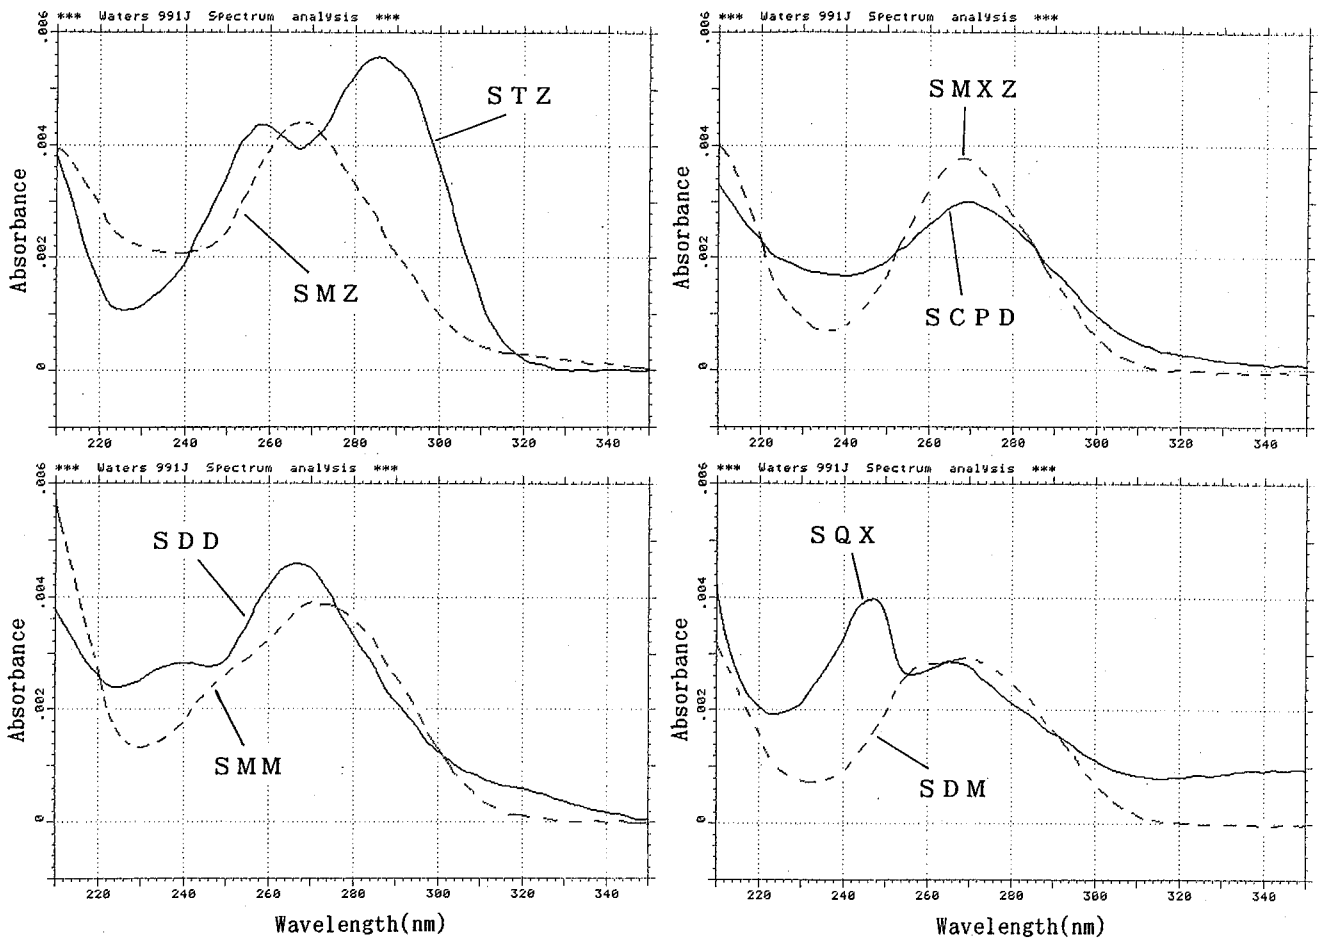 *** Waters 991J Spectrum analysis ***
.006
.004
.002
0
Absorbance
STZ
SMZ
220 240 260 280 300 320 340
*** Waters 991J Spectrum analysis ***
.006
.004
.002
0
Absorbance
SMXZ
SCPD
220 240 260 280 300 320 340
*** Waters 991J Spectrum analysis ***
.006
.004
.002
0
Absorbance
SDD
SMM
220 240 260 280 300 320 340
Wavelength(nm)
*** Waters 991J Spectrum analysis ***
.006
.004
.002
0
Absorbance
SQX
SDM
220 240 260 280 300 320 340
Wavelength(nm)